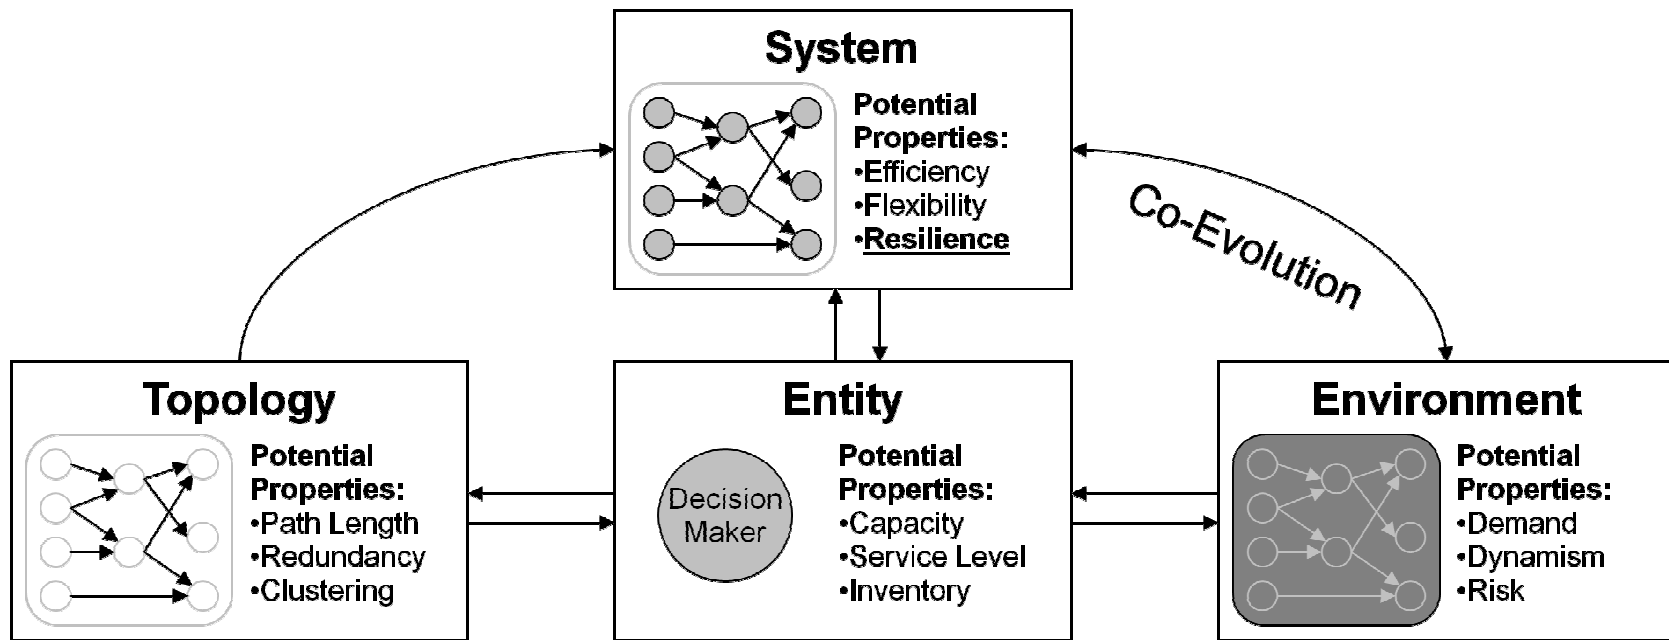 System
Potential
Properties:
•Efficiency
•Flexibility
•Resilience
Co-Evolution
Topology
Potential
Properties:
•Path Length
•Redundancy
•Clustering
Entity
Decision
Maker
Potential
Properties:
•Capacity
•Service Level
•Inventory
Environment
Potential
Properties:
•Demand
•Dynamism
•Risk